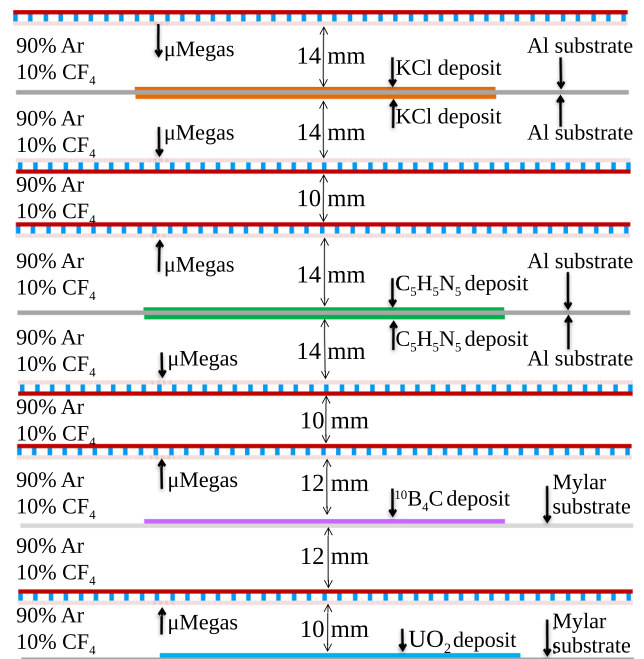 90% Ar
10% CF4
μMegas
14 mm
KCl deposit
Al substrate
90% Ar
10% CF4
μMegas
14 mm
KCl deposit
Al substrate
90% Ar
10% CF4
10 mm
90% Ar
10% CF4
μMegas
14 mm
C5H5N5 deposit
Al substrate
90% Ar
10% CF4
μMegas
14 mm
C5H5N5 deposit
Al substrate
90% Ar
10% CF4
10 mm
90% Ar
10% CF4
μMegas
12 mm
10B4C deposit
Mylar
substrate
90% Ar
10% CF4
12 mm
90% Ar
10% CF4
μMegas
10 mm
UO2 deposit
Mylar
substrate